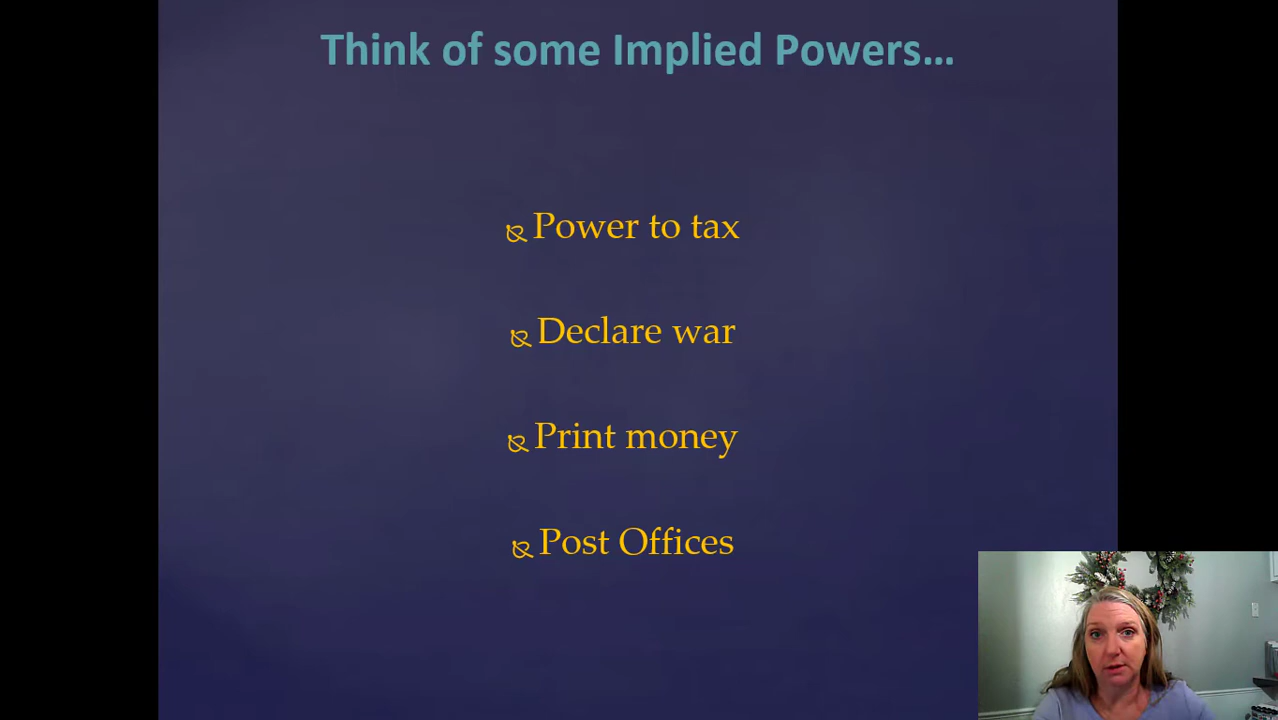 Think of some Implied Powers…
Power to tax
Declare war
Print money
Post Offices